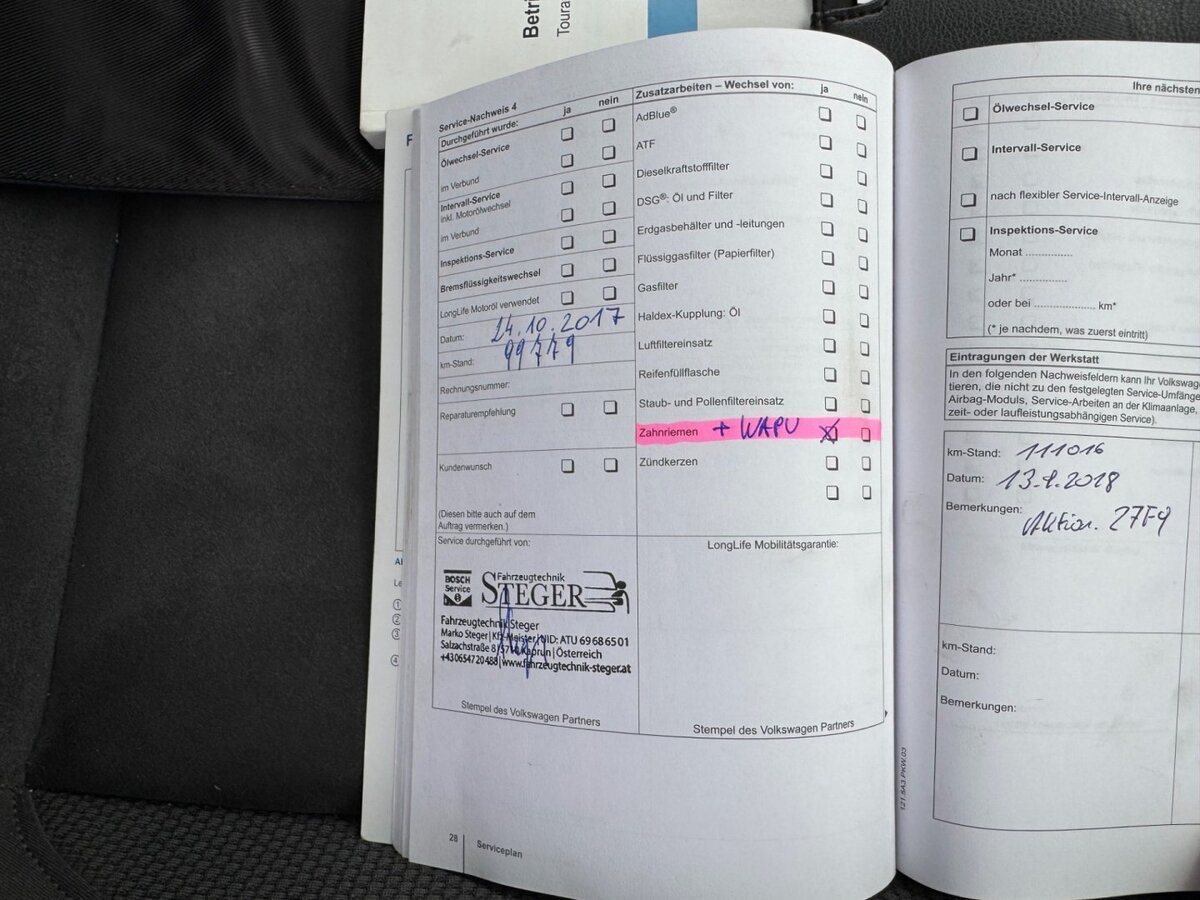 Betri
Toura
F
Service-Nachweis 4
Durchgeführt wurde:
ja
nein
Ölwechsel-Service
im Verbund
Intervall-Service
inkl. Motorölwechsel
im Verbund
Inspektions-Service
Bremsflüssigkeitswechsel
LongLife Motoröl verwendet
Datum: 24.10.2017
km-Stand: 99779
Rechnungsnummer:
Reparaturempfehlung
Kundenwunsch
(Diesen bitte auch auf dem
Auftrag vermerken.)
Service durchgeführt von:
BOSCH
Service
Fahrzeugtechnik
STEGER
Fahrzeugtechnik Steger
Marko Steger | Kfz-Meister | UID: ATU 69686501
Salzachstraße 8 Kaprun | Österreich
+430654720488 | www.fahrzeugtechnik-steger.at
Stempel des Volkswagen Partners
Zusatzarbeiten – Wechsel von:
ja
nein
AdBlue®
ATF
Dieselkraftstofffilter
DSG®: Öl und Filter
Erdgasbehälter und -leitungen
Flüssiggasfilter (Papierfilter)
Gasfilter
Haldex-Kupplung: Öl
Luftfiltereinsatz
Reifenfüllflasche
Staub- und Pollenfiltereinsatz
Zahnriemen + WAPU
Zündkerzen
LongLife Mobilitätsgarantie:
Stempel des Volkswagen Partners
28
Serviceplan
121.5A3.PKW.03
Ihre nächsten
Ölwechsel-Service
Intervall-Service
nach flexibler Service-Intervall-Anzeige
Inspektions-Service
Monat ...............
Jahr* ...............
oder bei .................... km*
(* je nachdem, was zuerst eintritt)
Eintragungen der Werkstatt
In den folgenden Nachweisfeldern kann Ihr Volkswage
tieren, die nicht zu den festgelegten Service-Umfänge
Airbag-Moduls, Service-Arbeiten an der Klimaanlage,
zeit- oder laufleistungsabhängigen Service).
km-Stand: 111016
Datum: 2018
Bemerkungen: Aktion. 27F9
km-Stand:
Datum:
Bemerkungen: